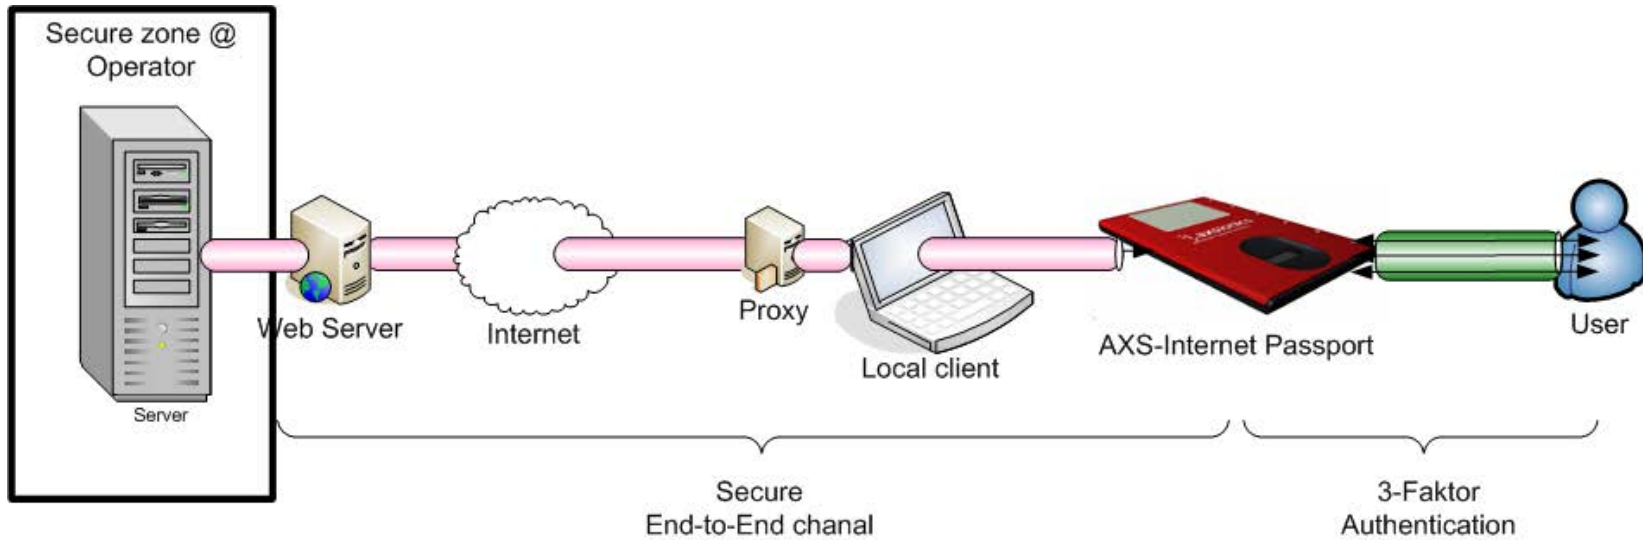 Secure zone @
Operator
Server
Web Server
Internet
Proxy
Local client
axsionics
AXS-Internet Passport
User
Secure
End-to-End chanal
3-Faktor
Authentication